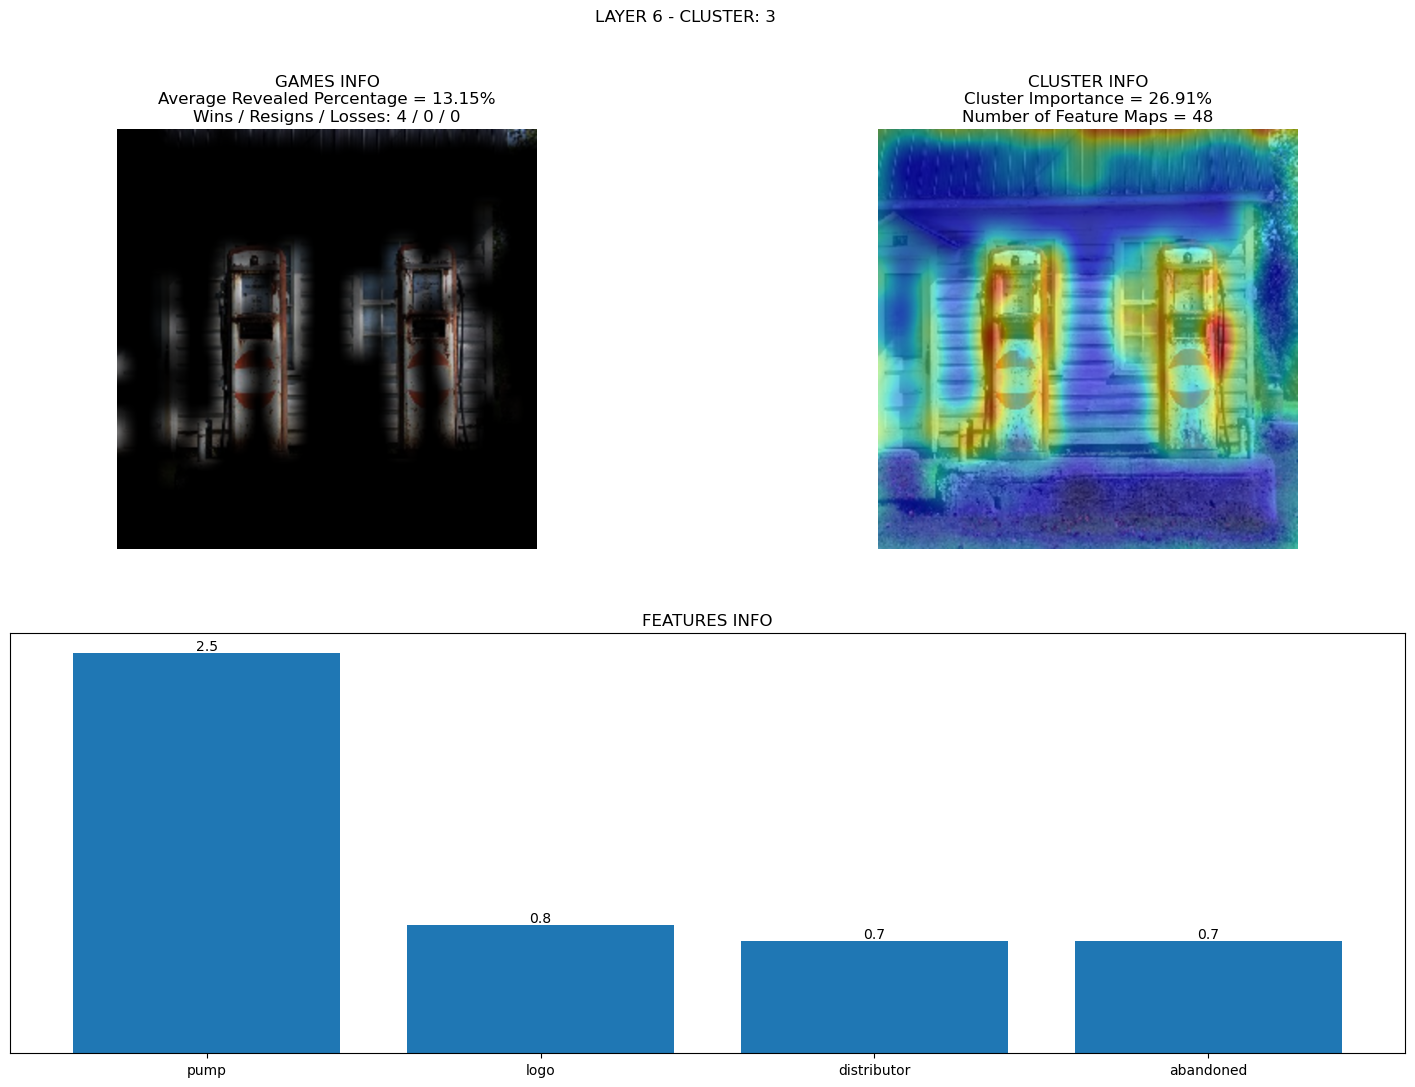 LAYER 6 - CLUSTER: 3
GAMES INFO
Average Revealed Percentage = 13.15%
Wins / Resigns / Losses: 4 / 0 / 0
CLUSTER INFO
Cluster Importance = 26.91%
Number of Feature Maps = 48
FEATURES INFO
2.5
0.8
0.7
0.7
pump
logo
distributor
abandoned